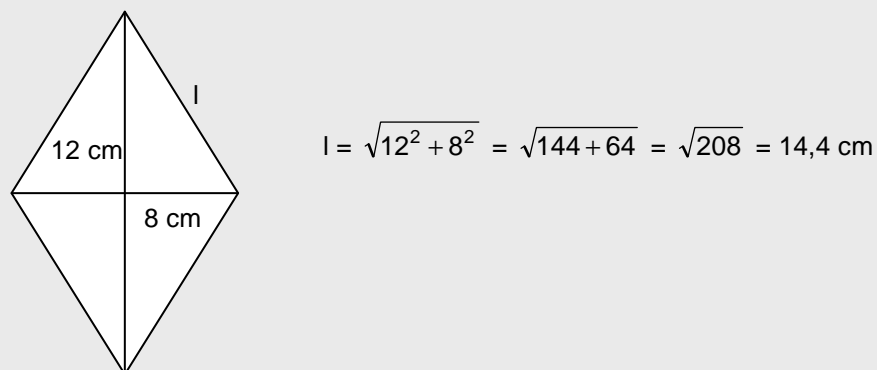 l
12 cm
8 cm
l = √(12² + 8²) = √(144 + 64) = √208 = 14,4 cm